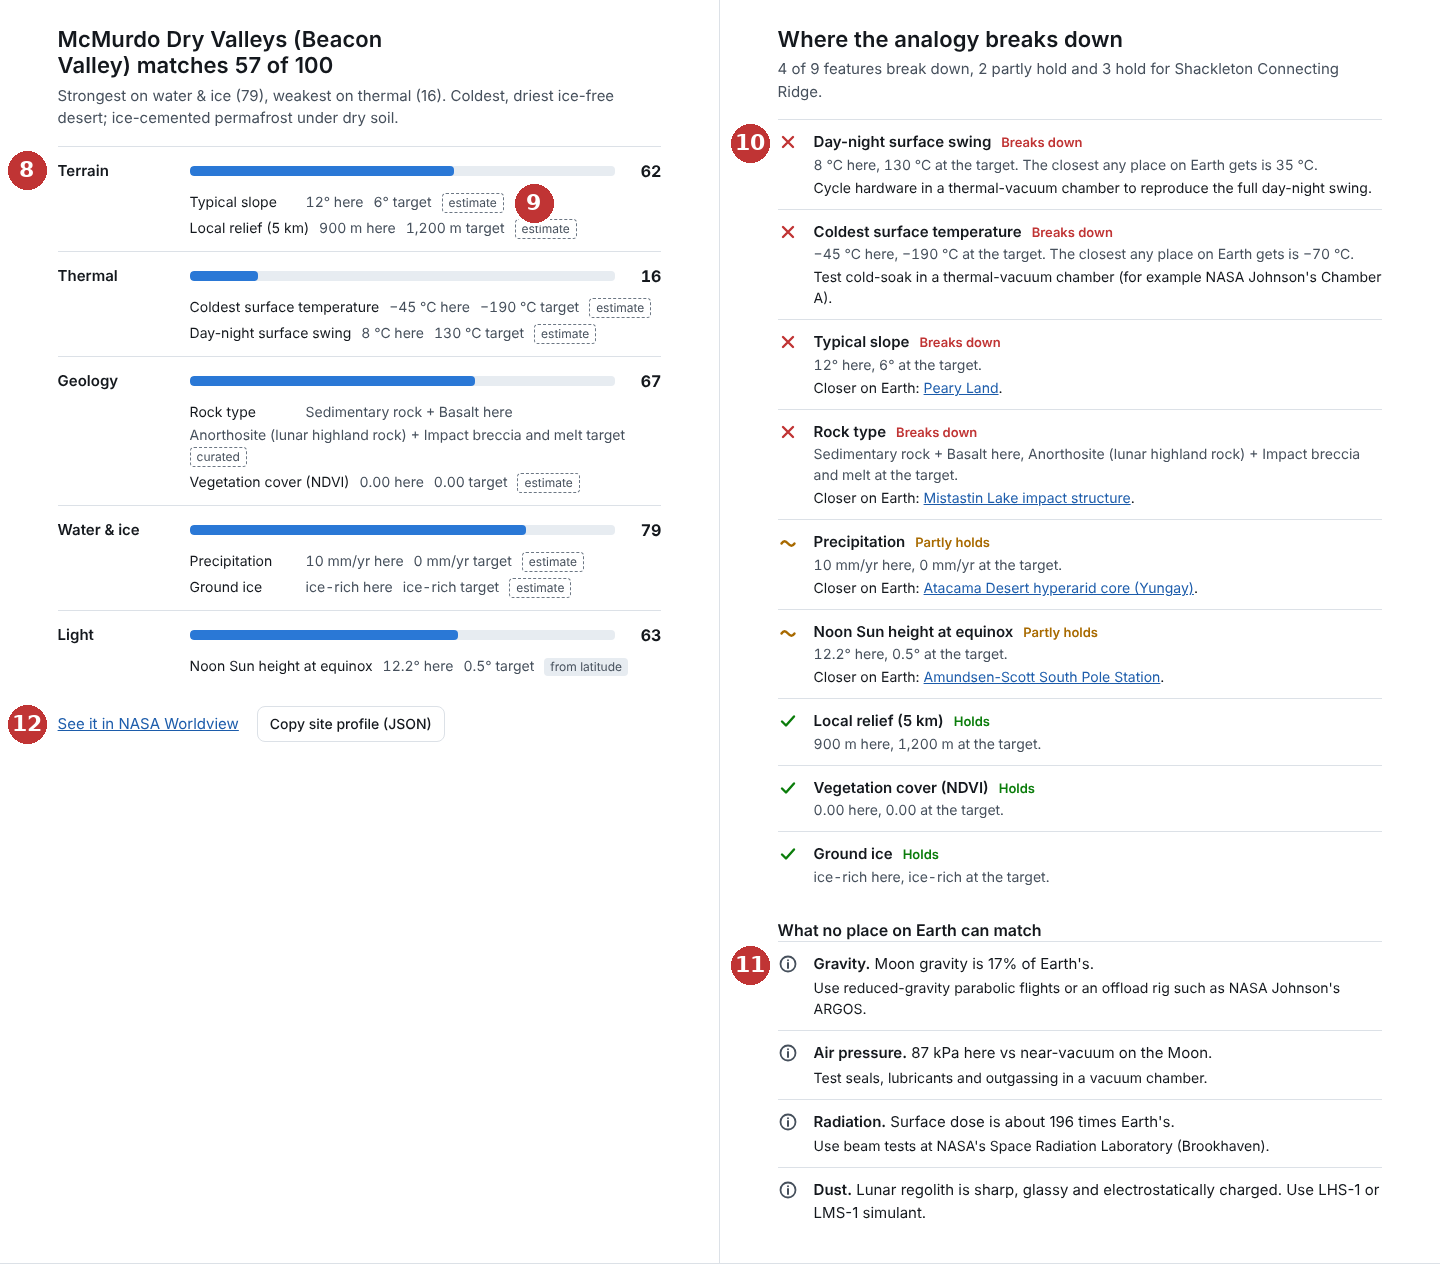 McMurdo Dry Valleys (Beacon
Valley) matches 57 of 100
Strongest on water & ice (79), weakest on thermal (16). Coldest, driest ice-free
desert; ice-cemented permafrost under dry soil.
8 Terrain 62
Typical slope 12° here 6° target estimate 9
Local relief (5 km) 900 m here 1,200 m target estimate
Thermal 16
Coldest surface temperature −45 °C here −190 °C target estimate
Day-night surface swing 8 °C here 130 °C target estimate
Geology 67
Rock type Sedimentary rock + Basalt here
Anorthosite (lunar highland rock) + Impact breccia and melt target
curated
Vegetation cover (NDVI) 0.00 here 0.00 target estimate
Water & ice 79
Precipitation 10 mm/yr here 0 mm/yr target estimate
Ground ice ice-rich here ice-rich target estimate
Light 63
Noon Sun height at equinox 12.2° here 0.5° target from latitude
12 See it in NASA Worldview Copy site profile (JSON)
Where the analogy breaks down
4 of 9 features break down, 2 partly hold and 3 hold for Shackleton Connecting
Ridge.
10 Day-night surface swing Breaks down
8 °C here, 130 °C at the target. The closest any place on Earth gets is 35 °C.
Cycle hardware in a thermal-vacuum chamber to reproduce the full day-night swing.
Coldest surface temperature Breaks down
−45 °C here, −190 °C at the target. The closest any place on Earth gets is −70 °C.
Test cold-soak in a thermal-vacuum chamber (for example NASA Johnson's Chamber
A).
Typical slope Breaks down
12° here, 6° at the target.
Closer on Earth: Peary Land.
Rock type Breaks down
Sedimentary rock + Basalt here, Anorthosite (lunar highland rock) + Impact breccia
and melt at the target.
Closer on Earth: Mistastin Lake impact structure.
Precipitation Partly holds
10 mm/yr here, 0 mm/yr at the target.
Closer on Earth: Atacama Desert hyperarid core (Yungay).
Noon Sun height at equinox Partly holds
12.2° here, 0.5° at the target.
Closer on Earth: Amundsen-Scott South Pole Station.
Local relief (5 km) Holds
900 m here, 1,200 m at the target.
Vegetation cover (NDVI) Holds
0.00 here, 0.00 at the target.
Ground ice Holds
ice-rich here, ice-rich at the target.
What no place on Earth can match
11 Gravity. Moon gravity is 17% of Earth's.
Use reduced-gravity parabolic flights or an offload rig such as NASA Johnson's
ARGOS.
Air pressure. 87 kPa here vs near-vacuum on the Moon.
Test seals, lubricants and outgassing in a vacuum chamber.
Radiation. Surface dose is about 196 times Earth's.
Use beam tests at NASA's Space Radiation Laboratory (Brookhaven).
Dust. Lunar regolith is sharp, glassy and electrostatically charged. Use LHS-1 or
LMS-1 simulant.